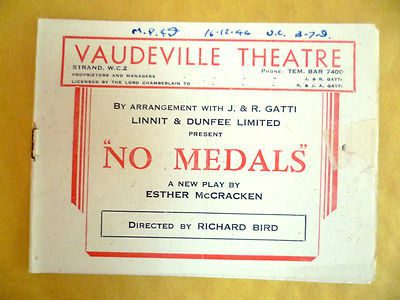 16-12-44
VAUDEVILLE THEATRE
STRAND, W.C.2 PHONE: TEM. BAR 7400
PROPRIETORS AND MANAGERS J. & R. GATTI
LICENSED BY THE LORD CHAMBERLAIN TO R. & J. A. GATTI
BY ARRANGEMENT WITH J. & R. GATTI
LINNIT & DUNFEE LIMITED
PRESENT
"NO MEDALS"
A NEW PLAY BY
ESTHER McCRACKEN
DIRECTED BY RICHARD BIRD
E